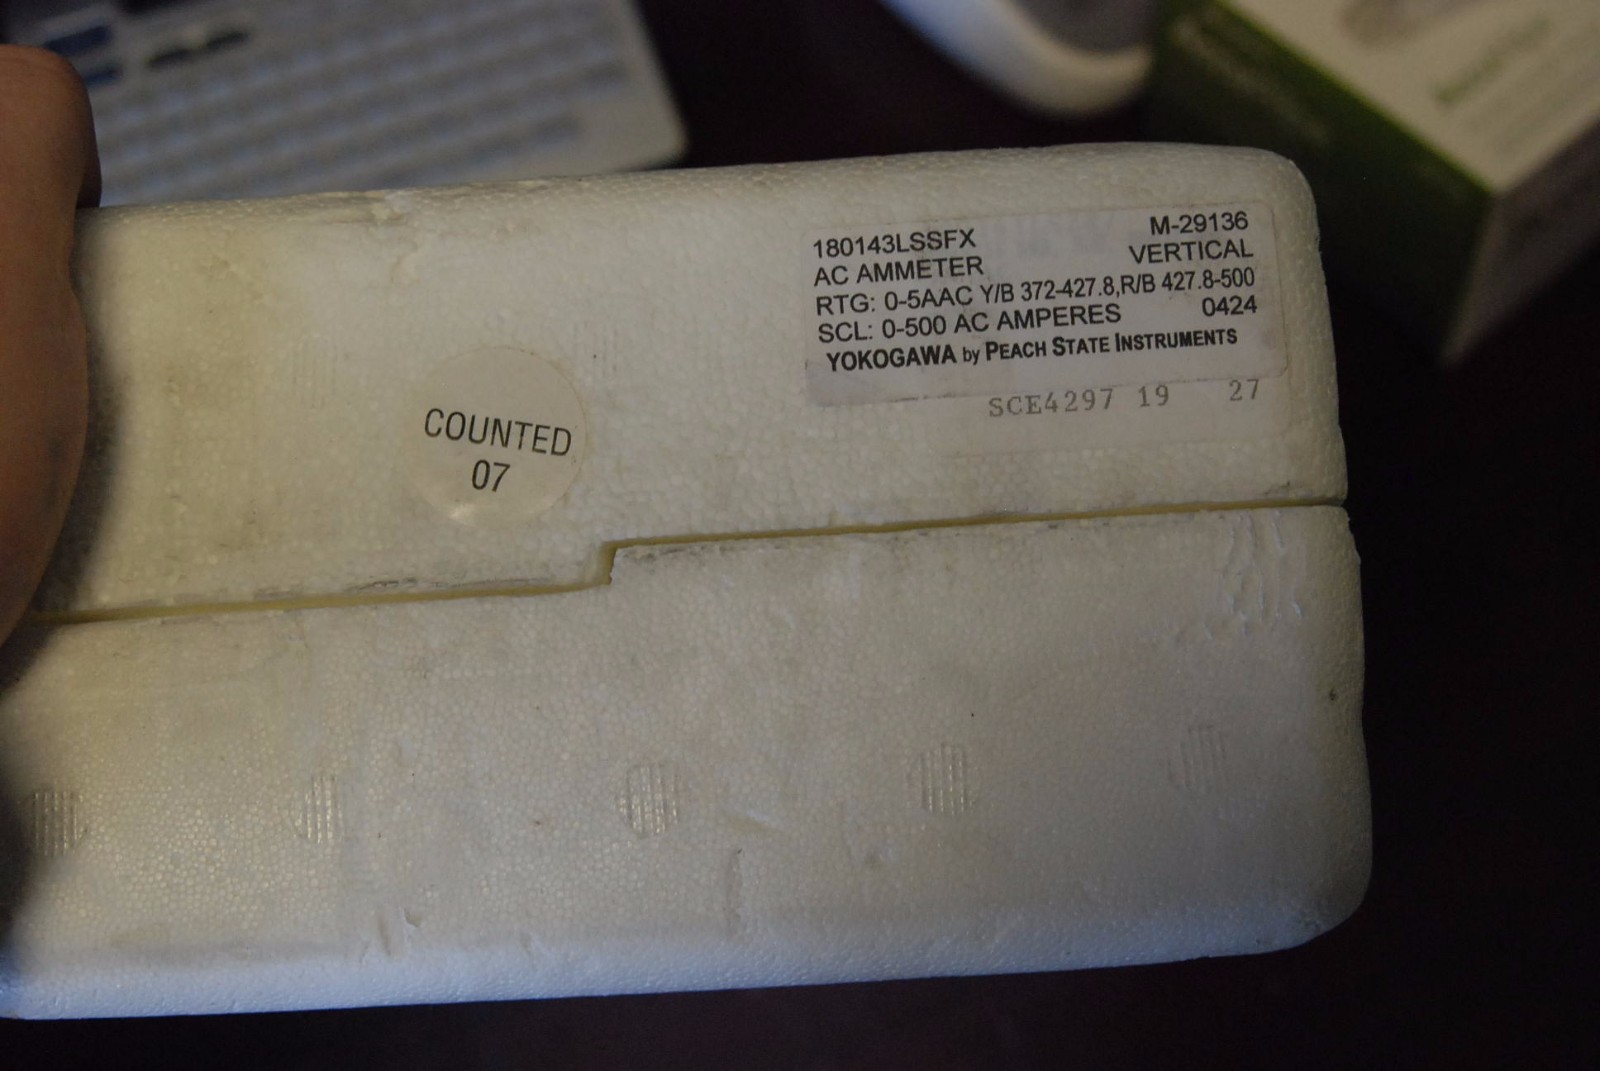 180143LSSFX M-29136
AC AMMETER VERTICAL
RTG: 0-5AAC Y/B 372-427.8,R/B 427.8-500
SCL: 0-500 AC AMPERES 0424
YOKOGAWA by PEACH STATE INSTRUMENTS
SCE4297 19 27
COUNTED
07